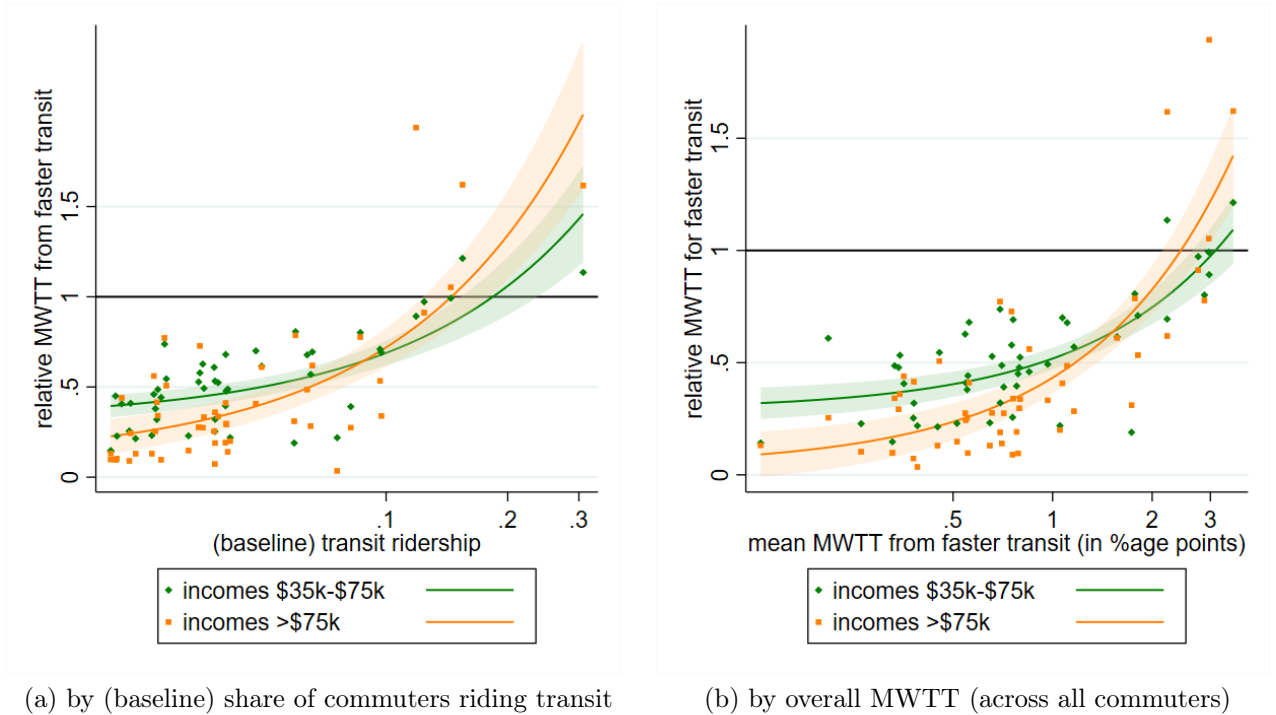 relative MWTT from faster transit
1.5
1
.5
0
.1 .2 .3
(baseline) transit ridership
incomes $35k-$75k
incomes >$75k
(a) by (baseline) share of commuters riding transit
relative MWTT for faster transit
1.5
1
.5
0
.5 1 2 3
mean MWTT from faster transit (in %age points)
incomes $35k-$75k
incomes >$75k
(b) by overall MWTT (across all commuters)